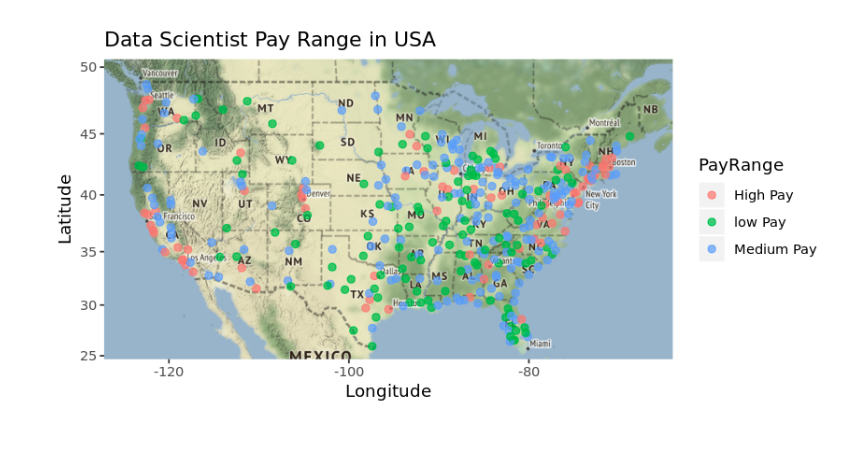 Data Scientist Pay Range in USA
50
45
40
35
30
25
Latitude
-120
-100
-80
Longitude
PayRange
High Pay
low Pay
Medium Pay
Vancouver
Seattle
WA
MT
ND
MN
MI
Montréal
NB
Toronto
OR
ID
SD
WY
NE
IA
NY
NH
Boston
New York
City
OH
NV
UT
Denver
CO
KS
MO
KY
VA
Francisco
CA
Los Angeles
AZ
NM
OK
AR
TN
NC
SC
Dallas
TX
LA
MS
AL
GA
Miami
MEXICO